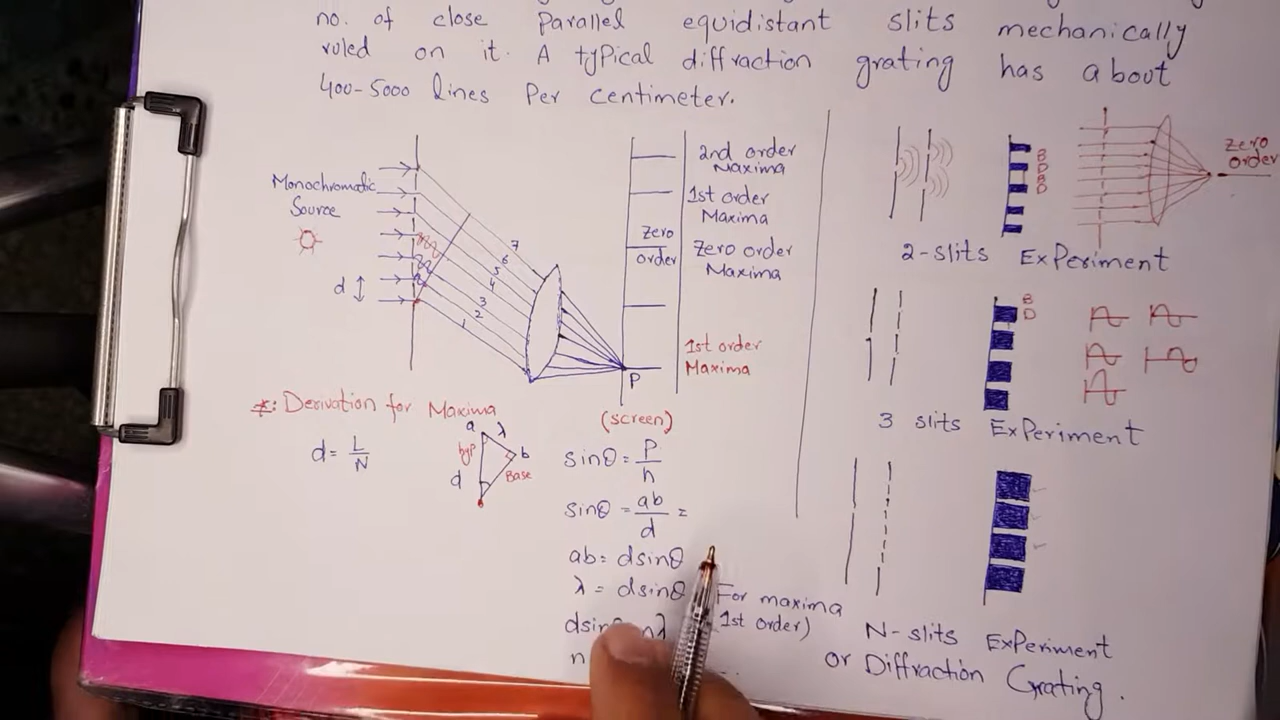 no. of close Parallel equidistant slits mechanically
ruled on it. A typical diffraction grating has about
400-5000 lines Per centimeter.
Monochromatic
Source
d
7
6
5
4
3
2
1
P
(screen)
zero
order
2nd order
Maxima
1st order
Maxima
zero order
Maxima
1st order
Maxima
*: Derivation for Maxima
d = L/N
a
λ
hyp
b
d
Base
sinθ = P/h
sinθ = ab/d =
ab = dsinθ
λ = dsinθ For maxima
(1st order)
nλ
n
B
D
B
D
zero
order
2-slits Experiment
B
D
3 slits Experiment
N-slits Experiment
or Diffraction Grating.